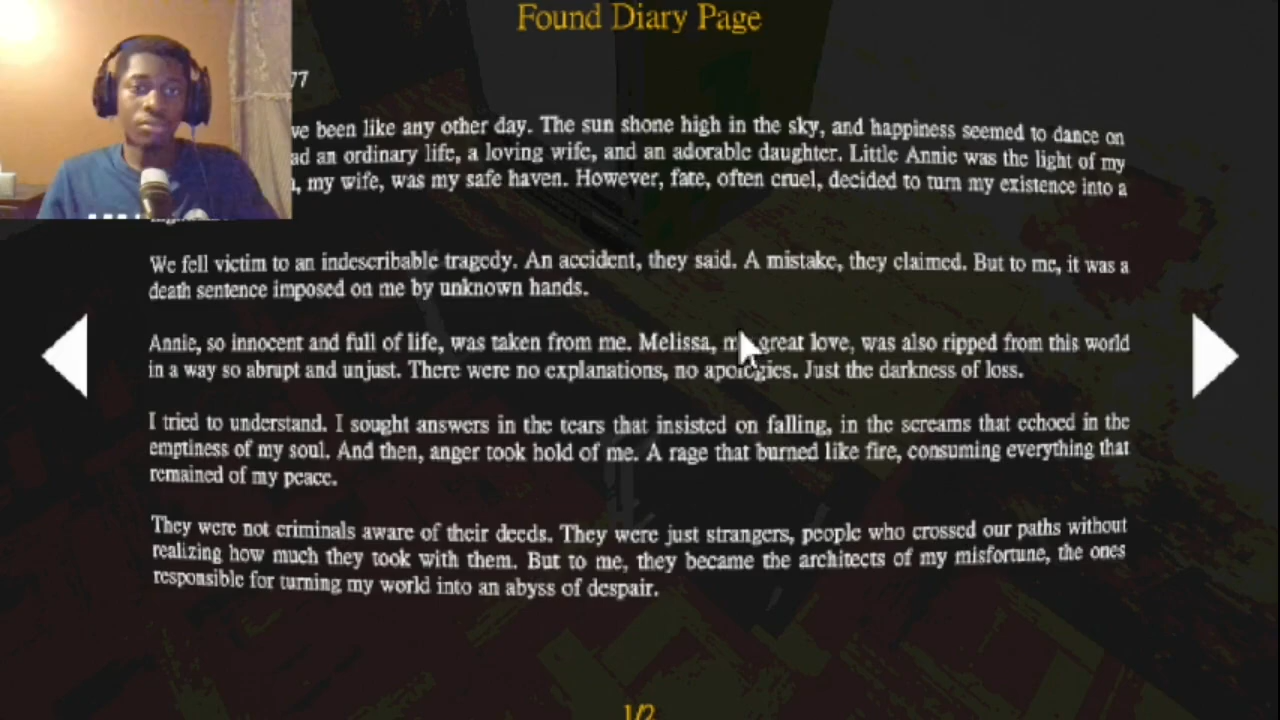 Found Diary Page
77
ve been like any other day. The sun shone high in the sky, and happiness seemed to dance on
ad an ordinary life, a loving wife, and an adorable daughter. Little Annie was the light of my
, my wife, was my safe haven. However, fate, often cruel, decided to turn my existence into a
We fell victim to an indescribable tragedy. An accident, they said. A mistake, they claimed. But to me, it was a
death sentence imposed on me by unknown hands.
Annie, so innocent and full of life, was taken from me. Melissa, my great love, was also ripped from this world
in a way so abrupt and unjust. There were no explanations, no apologies. Just the darkness of loss.
I tried to understand. I sought answers in the tears that insisted on falling, in the screams that echoed in the
emptiness of my soul. And then, anger took hold of me. A rage that burned like fire, consuming everything that
remained of my peace.
They were not criminals aware of their deeds. They were just strangers, people who crossed our paths without
realizing how much they took with them. But to me, they became the architects of my misfortune, the ones
responsible for turning my world into an abyss of despair.
1/2